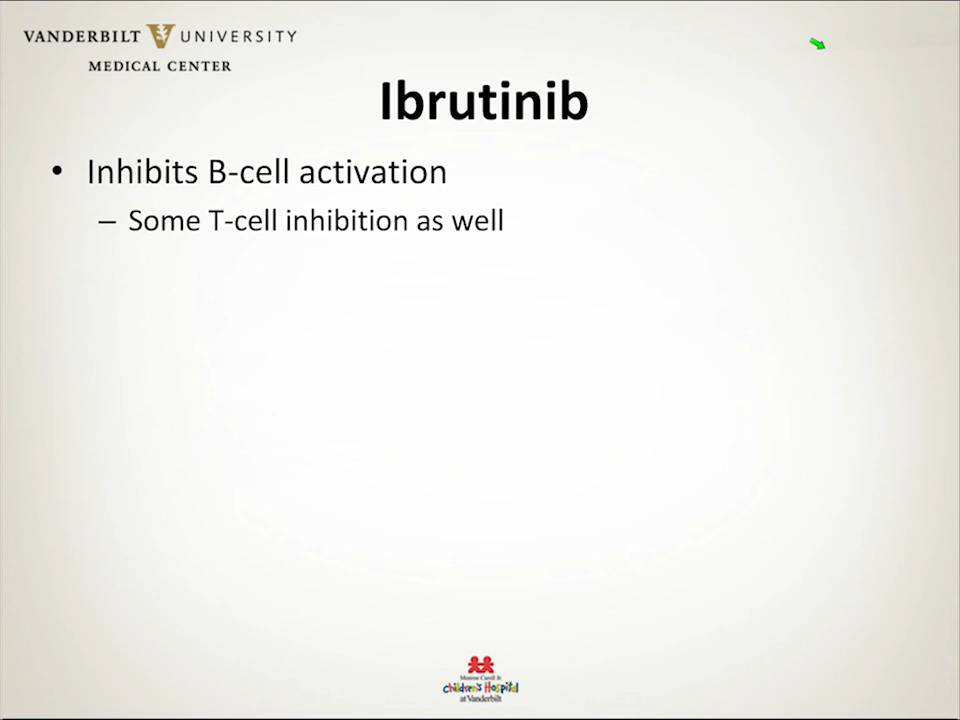 VANDERBILT UNIVERSITY
MEDICAL CENTER
Ibrutinib
• Inhibits B-cell activation
– Some T-cell inhibition as well
Monroe Carell Jr.
Children's Hospital
at Vanderbilt